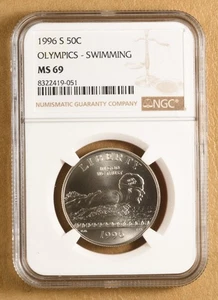 1996 S 50C
OLYMPICS - SWIMMING
MS 69
8322419-051
NUMISMATIC GUARANTY COMPANY
NGC
LIBERTY
1996